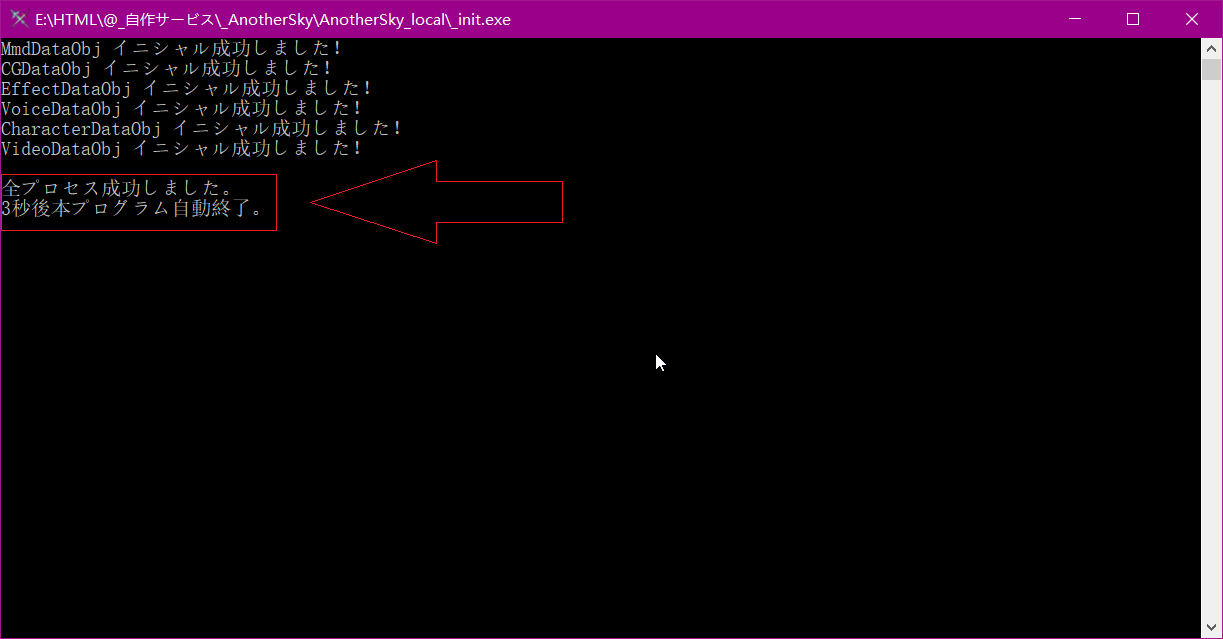 E:\HTML\@_自作サービス\_AnotherSky\AnotherSky_local\_init.exe
MmdDataObj イニシャル成功しました!
CGDataObj イニシャル成功しました!
EffectDataObj イニシャル成功しました!
VoiceDataObj イニシャル成功しました!
CharacterDataObj イニシャル成功しました!
VideoDataObj イニシャル成功しました!
全プロセス成功しました。
3秒後本プログラム自動終了。